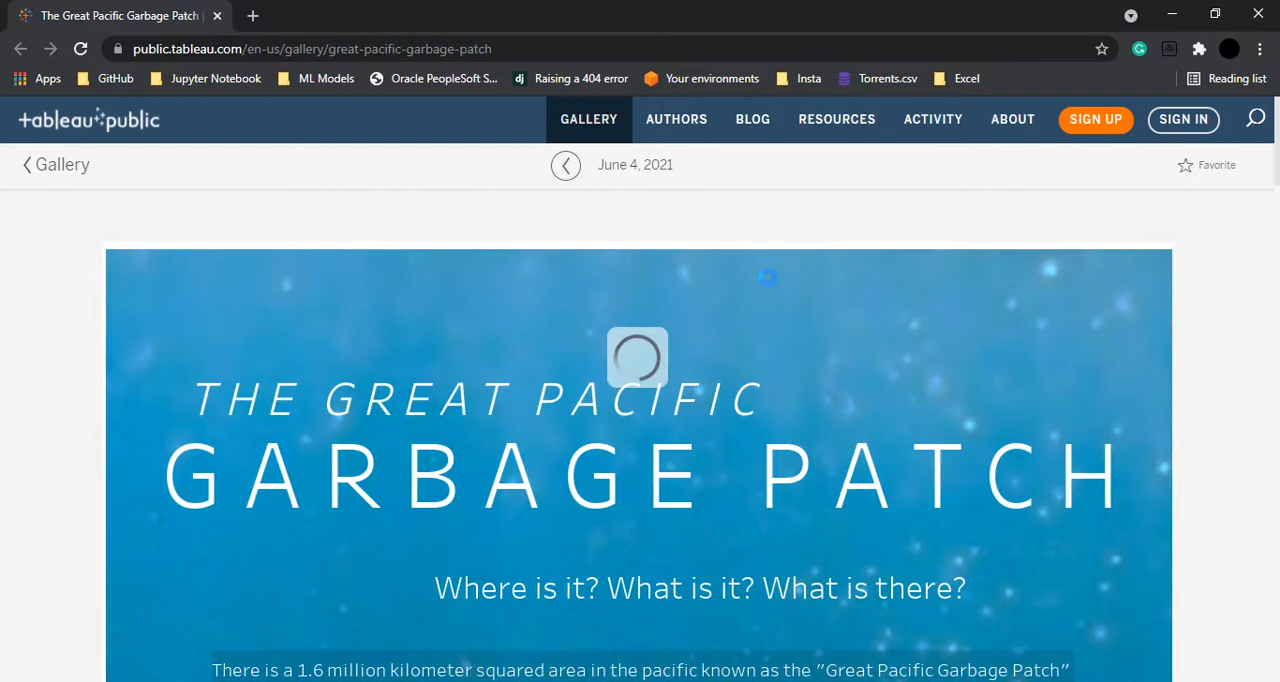 The Great Pacific Garbage Patch |
public.tableau.com/en-us/gallery/great-pacific-garbage-patch
Apps GitHub Jupyter Notebook ML Models Oracle PeopleSoft S... dj Raising a 404 error Your environments Insta Torrents.csv Excel Reading list
+ableau public GALLERY AUTHORS BLOG RESOURCES ACTIVITY ABOUT SIGN UP SIGN IN
Gallery June 4, 2021 Favorite
THE GREAT PACIFIC
GARBAGE PATCH
Where is it? What is it? What is there?
There is a 1.6 million kilometer squared area in the pacific known as the "Great Pacific Garbage Patch"